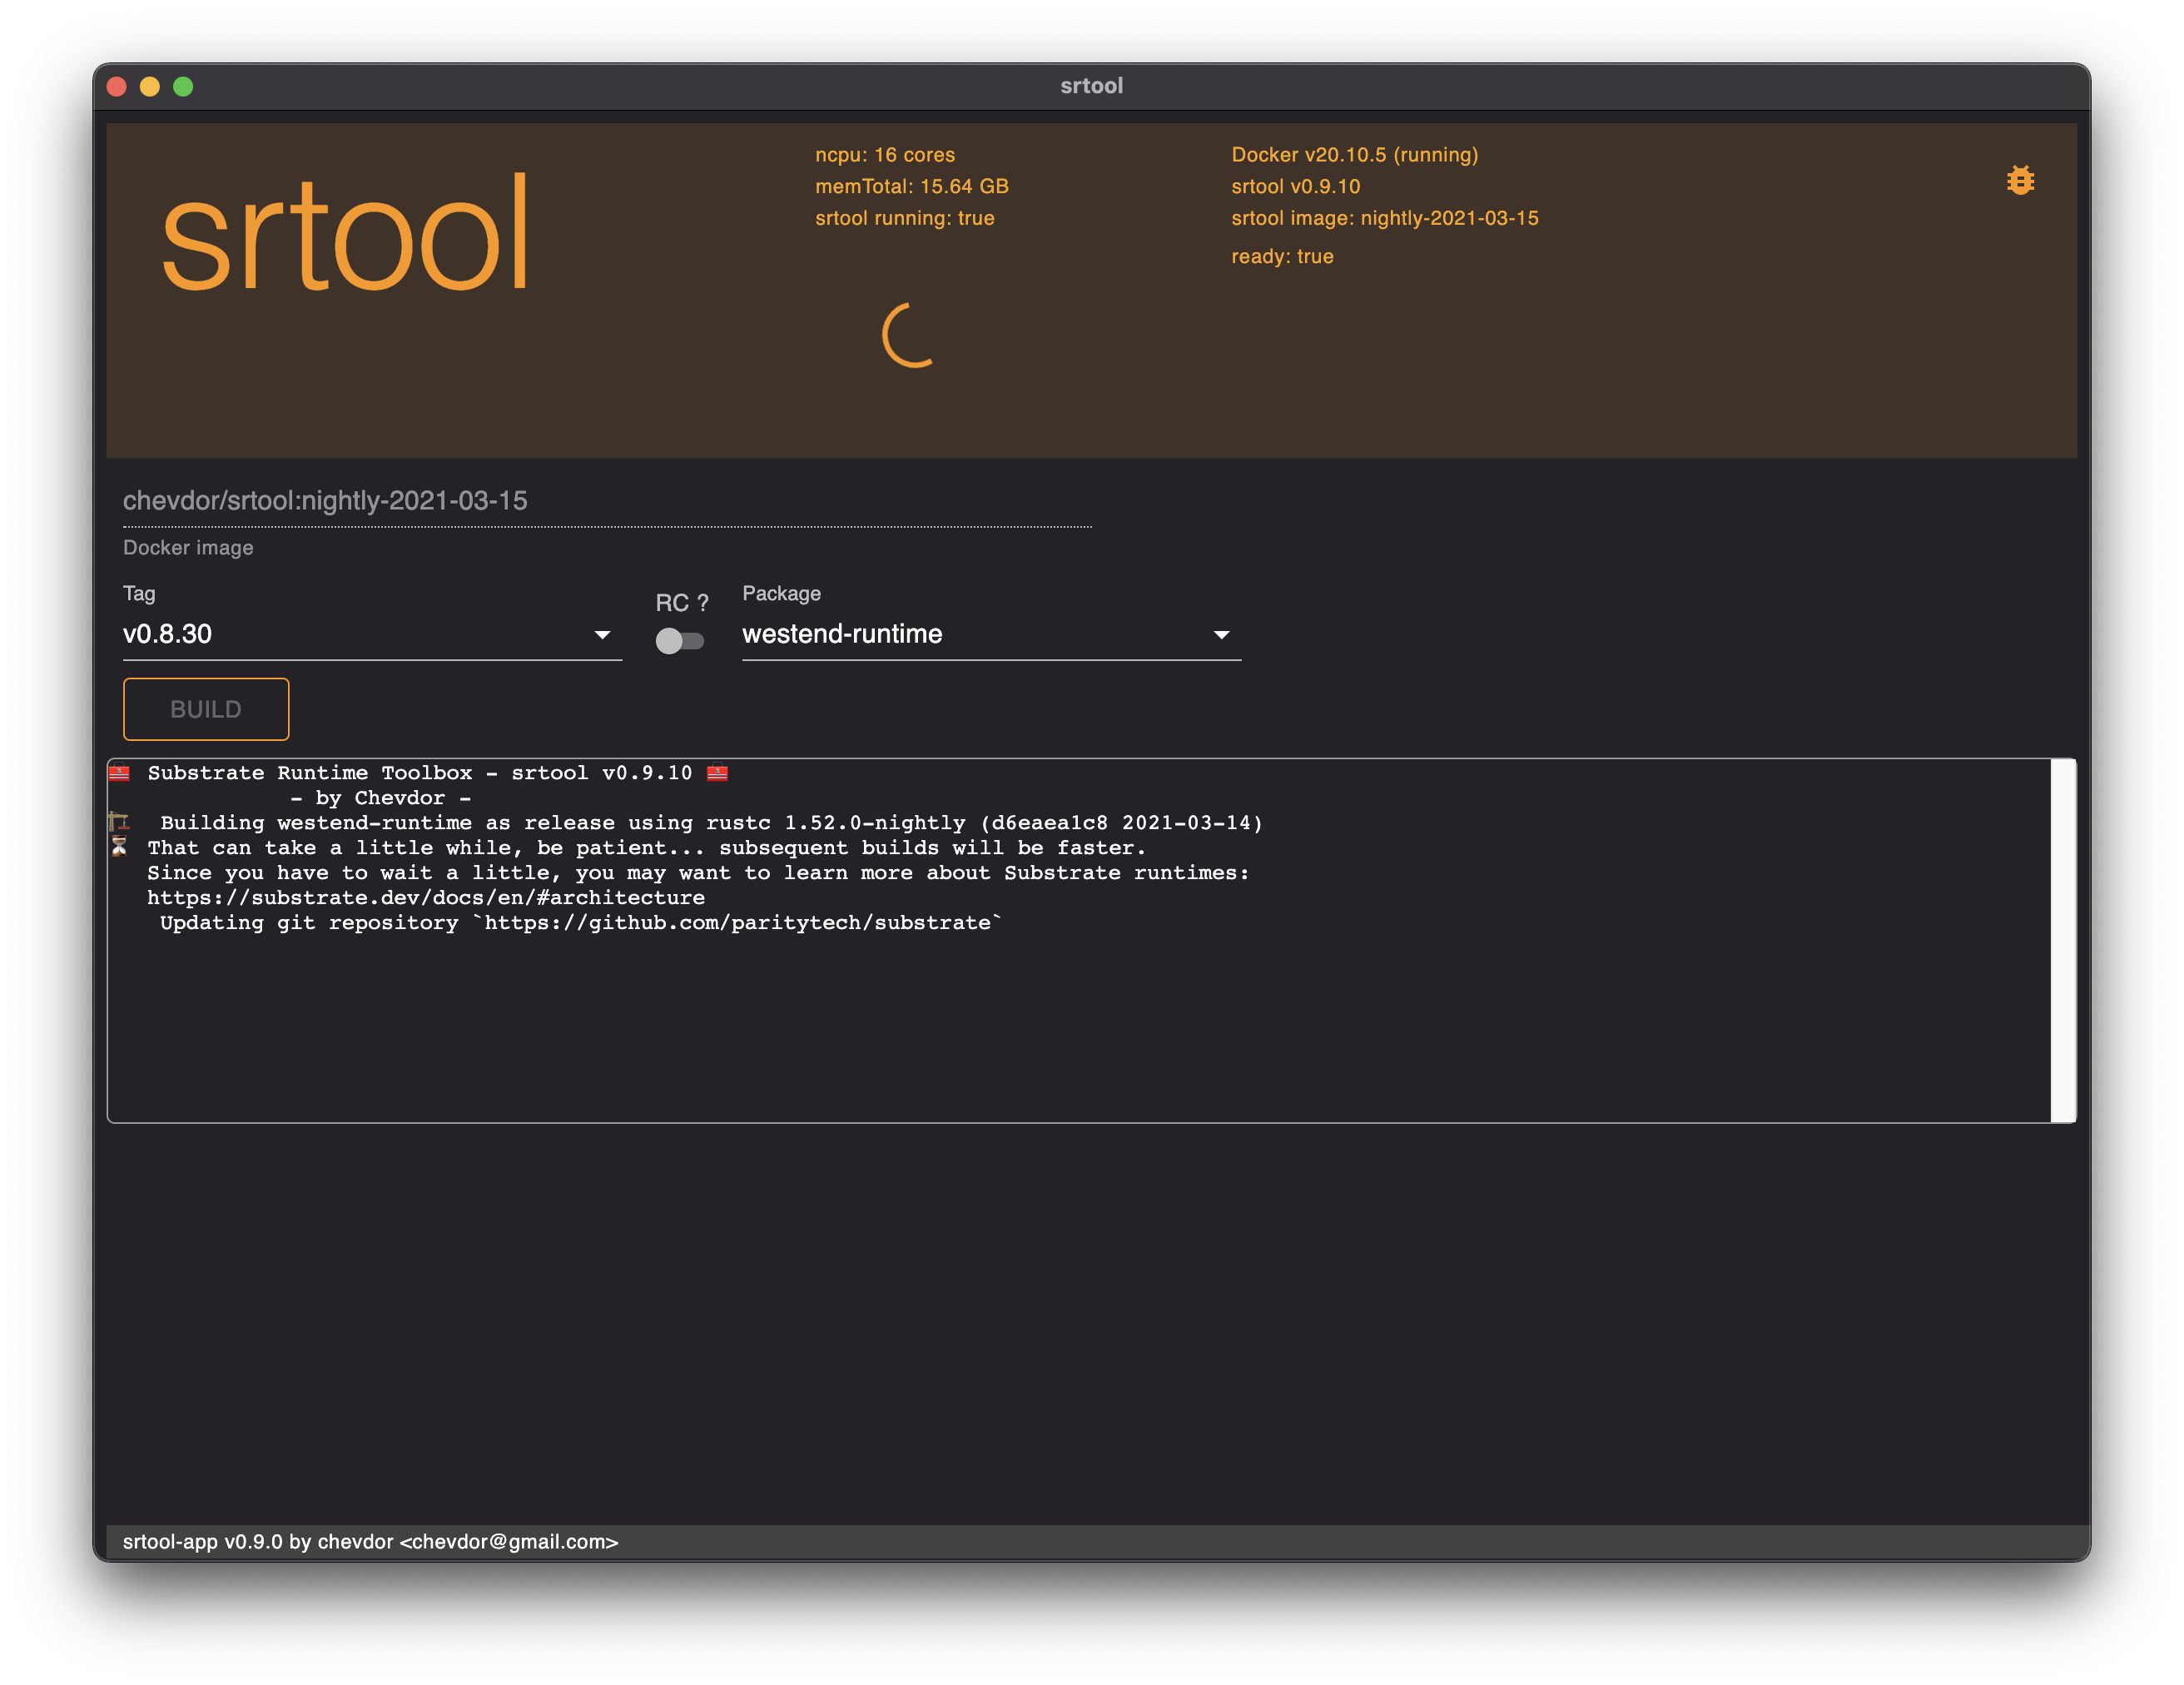 srtool
srtool
ncpu: 16 cores
memTotal: 15.64 GB
srtool running: true
Docker v20.10.5 (running)
srtool v0.9.10
srtool image: nightly-2021-03-15
ready: true
chevdor/srtool:nightly-2021-03-15
Docker image
Tag
v0.8.30
RC ?
Package
westend-runtime
BUILD
🧰 Substrate Runtime Toolbox - srtool v0.9.10 🧰
- by Chevdor -
🏗 Building westend-runtime as release using rustc 1.52.0-nightly (d6eaea1c8 2021-03-14)
⏳ That can take a little while, be patient... subsequent builds will be faster.
Since you have to wait a little, you may want to learn more about Substrate runtimes:
https://substrate.dev/docs/en/#architecture
Updating git repository `https://github.com/paritytech/substrate`
srtool-app v0.9.0 by chevdor <chevdor@gmail.com>